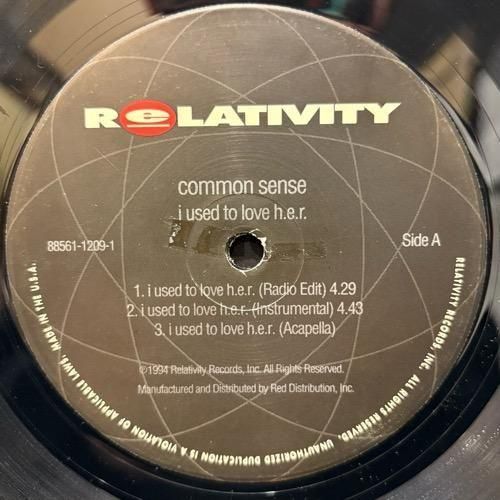 ReLATIVITY
common sense
i used to love h.e.r.
88561-1209-1
Side A
1. i used to love h.e.r. (Radio Edit) 4.29
2. i used to love h.e.r. (Instrumental) 4.43
3. i used to love h.e.r. (Acapella)
©1994 Relativity Records, Inc. All Rights Reserved.
Manufactured and Distributed by Red Distribution, Inc.
RELATIVITY RECORDS, INC. ALL RIGHTS RESERVED. UNAUTHORIZED DUPLICATION IS A VIOLATION OF APPLICABLE LAWS. MADE IN THE U.S.A.